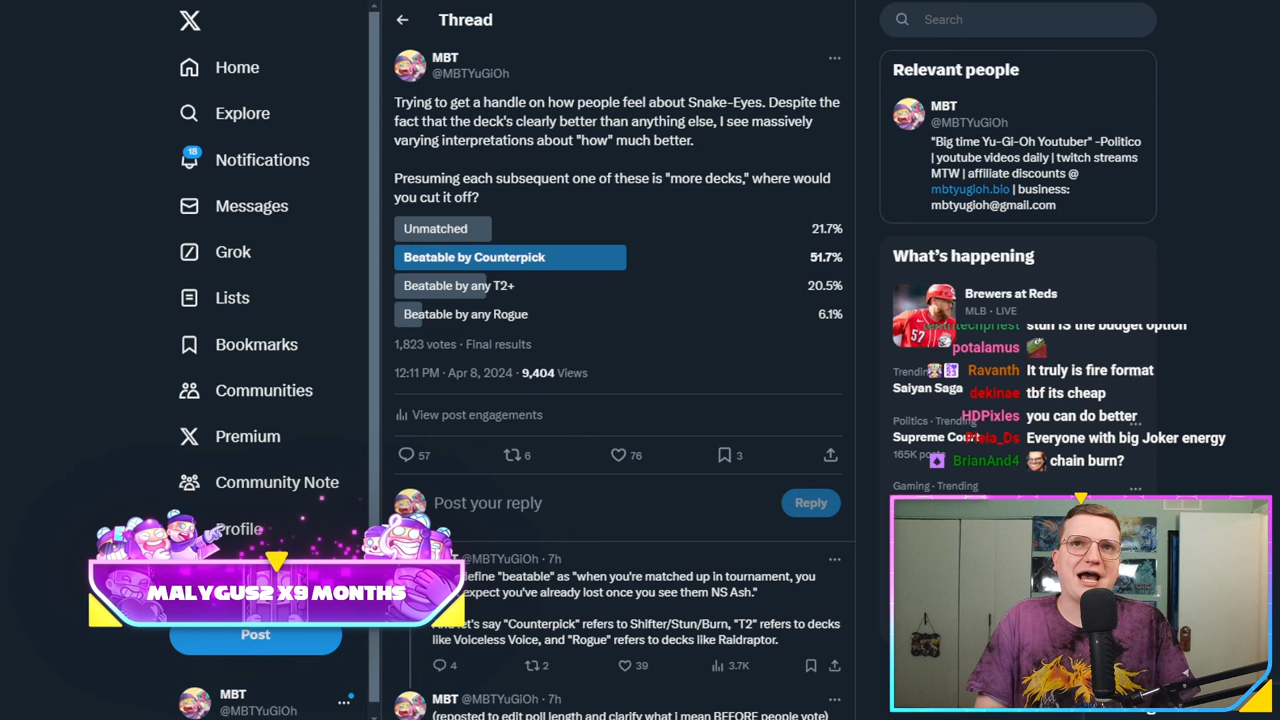 Home
Explore
18
Notifications
Messages
Grok
Lists
Bookmarks
Communities
Premium
Community Note
Profile
MALYGUS2 X9 MONTHS
Post
MBT
@MBTYuGiOh
Thread
MBT
@MBTYuGiOh
Trying to get a handle on how people feel about Snake-Eyes. Despite the
fact that the deck's clearly better than anything else, I see massively
varying interpretations about "how" much better.
Presuming each subsequent one of these is "more decks," where would
you cut it off?
Unmatched 21.7%
Beatable by Counterpick 51.7%
Beatable by any T2+ 20.5%
Beatable by any Rogue 6.1%
1,823 votes · Final results
12:11 PM · Apr 8, 2024 · 9,404 Views
View post engagements
57 6 76 3
Post your reply
Reply
@MBTYuGiOh · 7h
define "beatable" as "when you're matched up in tournament, you
expect you've already lost once you see them NS Ash."
let's say "Counterpick" refers to Shifter/Stun/Burn, "T2" refers to decks
like Voiceless Voice, and "Rogue" refers to decks like Raidraptor.
4 2 39 3.7K
MBT @MBTYuGiOh · 7h
(reposted to edit poll length and clarify what i mean BEFORE people vote)
Search
Relevant people
MBT
@MBTYuGiOh
"Big time Yu-Gi-Oh Youtuber" -Politico
| youtube videos daily | twitch streams
MTW | affiliate discounts @
mbtyugioh.bio | business:
mbtyugioh@gmail.com
What's happening
Brewers at Reds
MLB · LIVE
stun IS the budget option
potalamus
Ravanth It truly is fire format
Saiyan Saga
dekinae tbf its cheap
HDPixles you can do better
Politics · Trending
Supreme Court
Everyone with big Joker energy
165K posts
BrianAnd4 chain burn?
Gaming · Trending